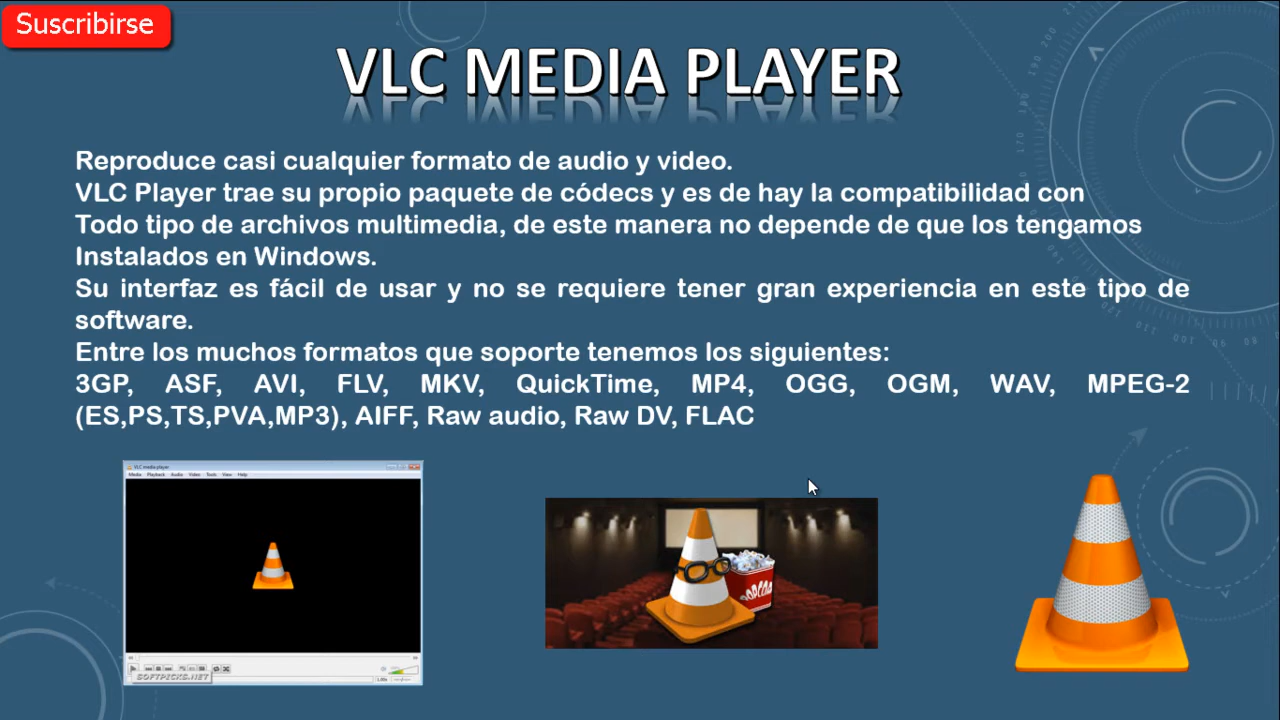 Suscribirse
VLC MEDIA PLAYER
Reproduce casi cualquier formato de audio y video.
VLC Player trae su propio paquete de códecs y es de hay la compatibilidad con
Todo tipo de archivos multimedia, de este manera no depende de que los tengamos
Instalados en Windows.
Su interfaz es fácil de usar y no se requiere tener gran experiencia en este tipo de
software.
Entre los muchos formatos que soporte tenemos los siguientes:
3GP, ASF, AVI, FLV, MKV, QuickTime, MP4, OGG, OGM, WAV, MPEG-2
(ES,PS,TS,PVA,MP3), AIFF, Raw audio, Raw DV, FLAC
VLC media player
Media Playback Audio Video Tools View Help
SOFTPICKS.NET
1.00x
POPCORN